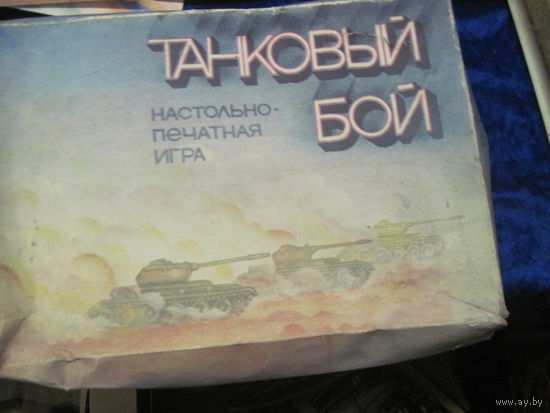 ТАНКОВЫЙ
БОЙ
НАСТОЛЬНО-
ПЕЧАТНАЯ
ИГРА
www.ay.by